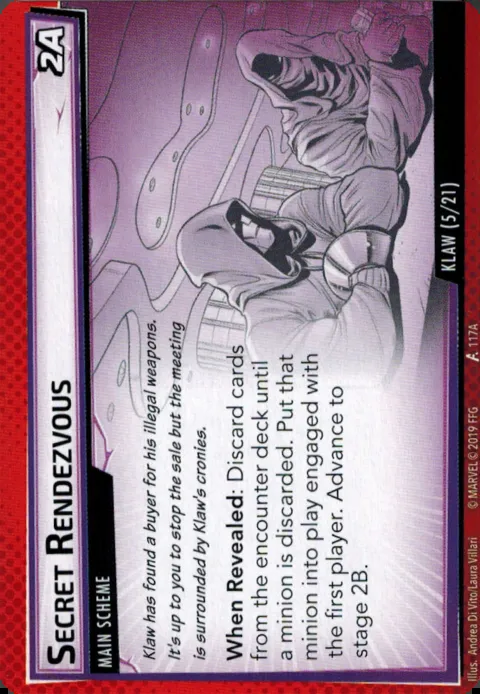 SECRET RENDEZVOUS
2A
MAIN SCHEME
Klaw has found a buyer for his illegal weapons.
It's up to you to stop the sale but the meeting
is surrounded by Klaw's cronies.
When Revealed: Discard cards
from the encounter deck until
a minion is discarded. Put that
minion into play engaged with
the first player. Advance to
stage 2B.
KLAW (5/21)
Illus. Andrea Di Vito/Laura Villari
© MARVEL © 2019 FFG
117A